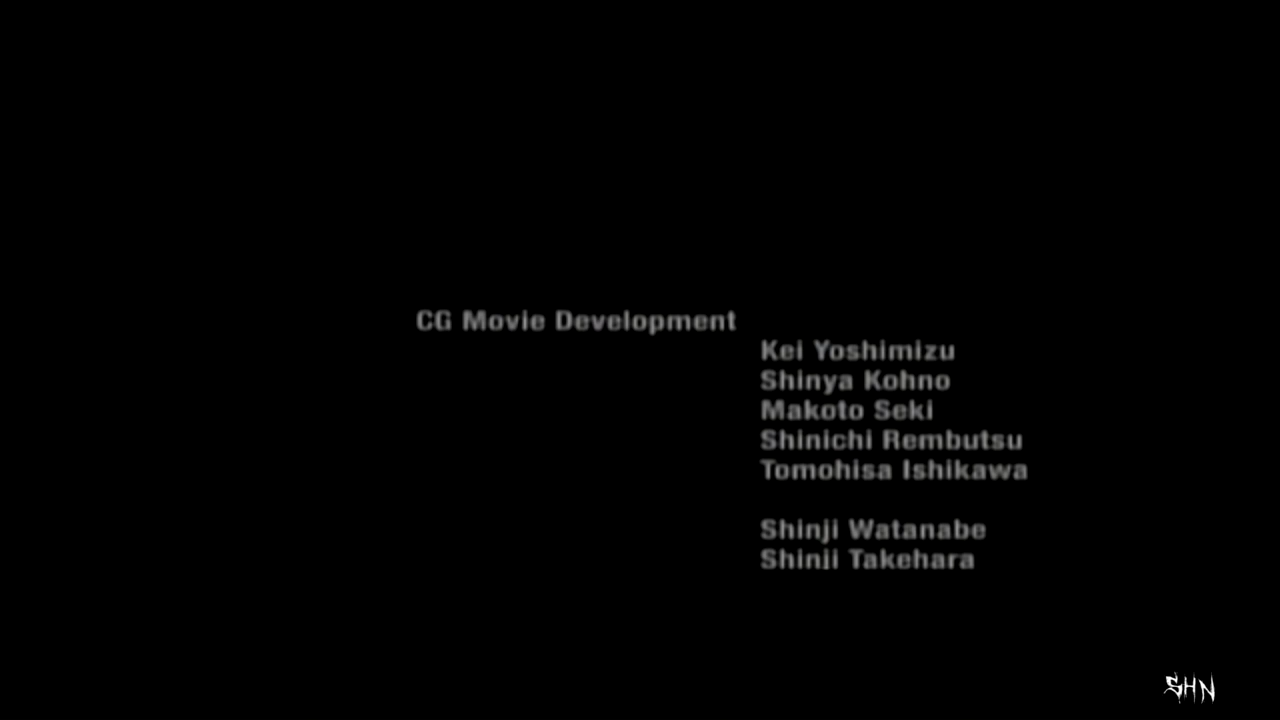 CG Movie Development
Kei Yoshimizu
Shinya Kohno
Makoto Seki
Shinichi Rembutsu
Tomohisa Ishikawa
Shinji Watanabe
Shinji Takehara
SHN